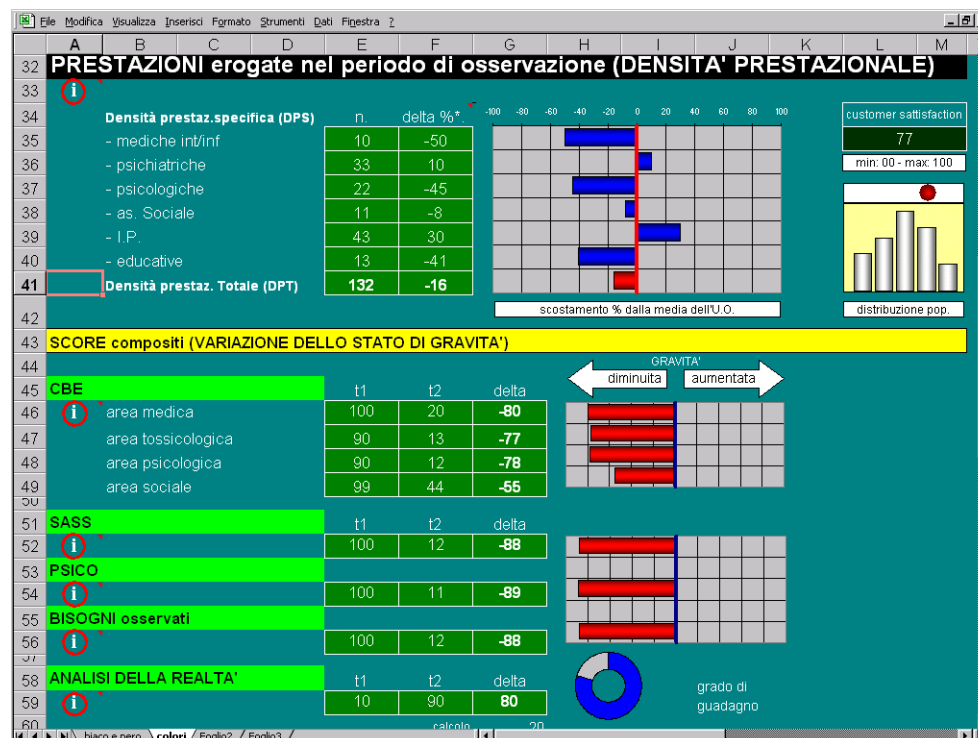 File Modifica Visualizza Inserisci Formato Strumenti Dati Finestra ?
A B C D E F G H I J K L M
32 PRESTAZIONI erogate nel periodo di osservazione (DENSITA' PRESTAZIONALE)
33 i
34 Densità prestaz.specifica (DPS) n. delta %*. -100 -80 -60 -40 -20 0 20 40 60 80 100 customer sattisfaction
35 - mediche int/inf 10 -50 77
36 - psichiatriche 33 10 min: 00 - max: 100
37 - psicologiche 22 -45
38 - as. Sociale 11 -8
39 - I.P. 43 30
40 - educative 13 -41
41 Densità prestaz. Totale (DPT) 132 -16
42 scostamento % dalla media dell'U.O. distribuzione pop.
43 SCORE compositi (VARIAZIONE DELLO STATO DI GRAVITA')
44 GRAVITA'
diminuita aumentata
45 CBE t1 t2 delta
46 i area medica 100 20 -80
47 area tossicologica 90 13 -77
48 area psicologica 90 12 -78
49 area sociale 99 44 -55
50
51 SASS t1 t2 delta
52 i 100 12 -88
53 PSICO
54 i 100 11 -89
55 BISOGNI osservati
56 i 100 12 -88
57
58 ANALISI DELLA REALTA' t1 t2 delta grado di
59 i 10 90 80 guadagno
60 calcolo 20
biaco e nero colori Foglio2 Foglio3